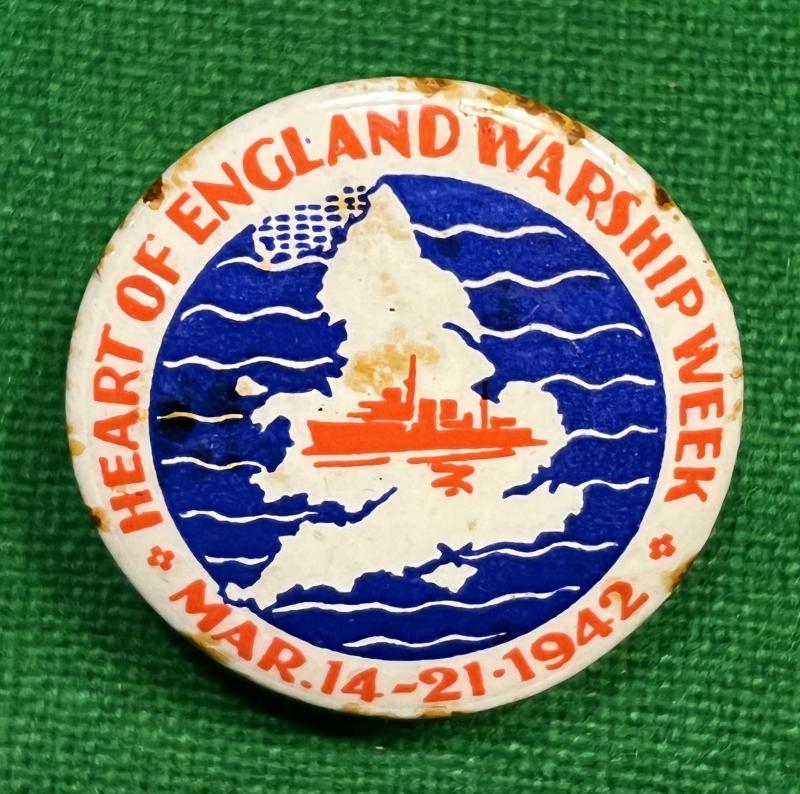 HEART OF ENGLAND WARSHIP WEEK
MAR. 14-21·1942